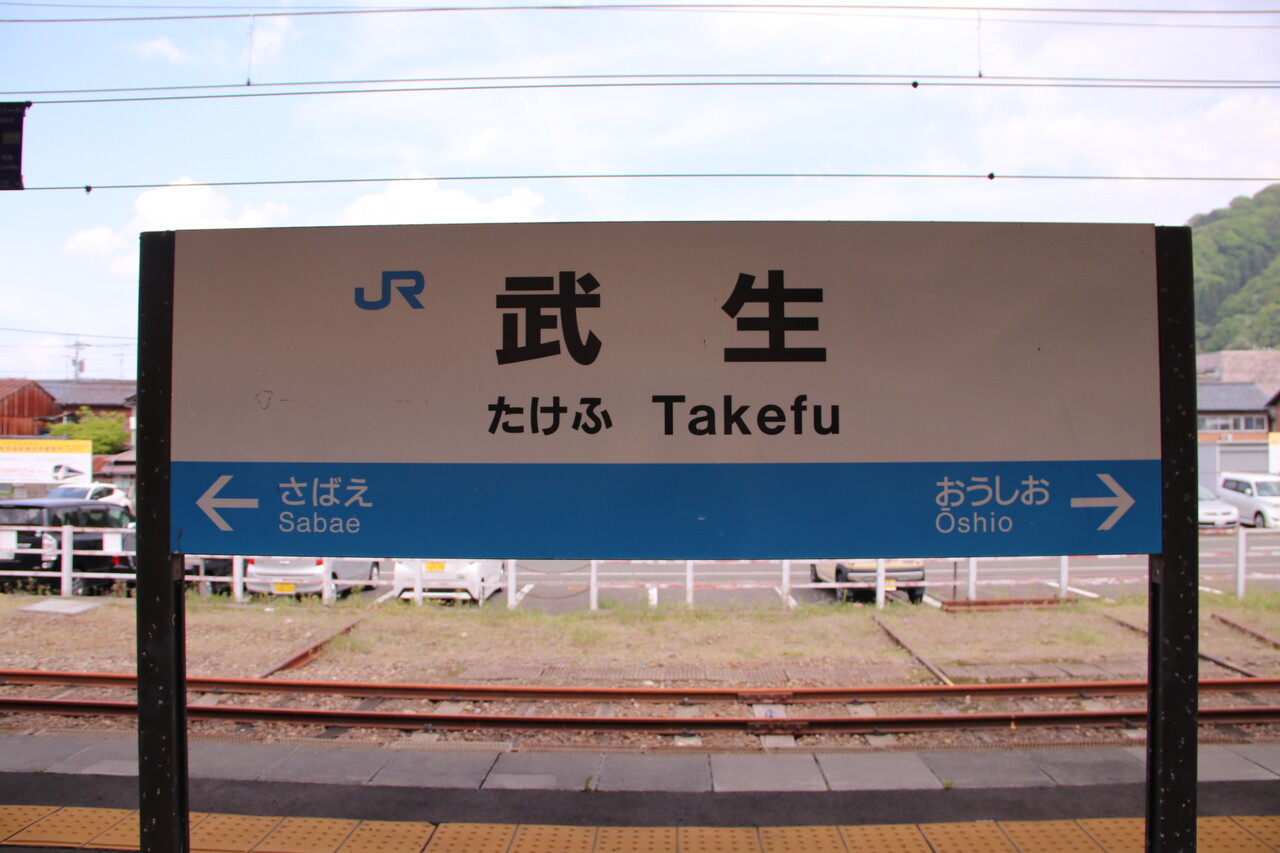 JR 武生
たけふ Takefu
さばえ
Sabae
おうしお
Ōshio